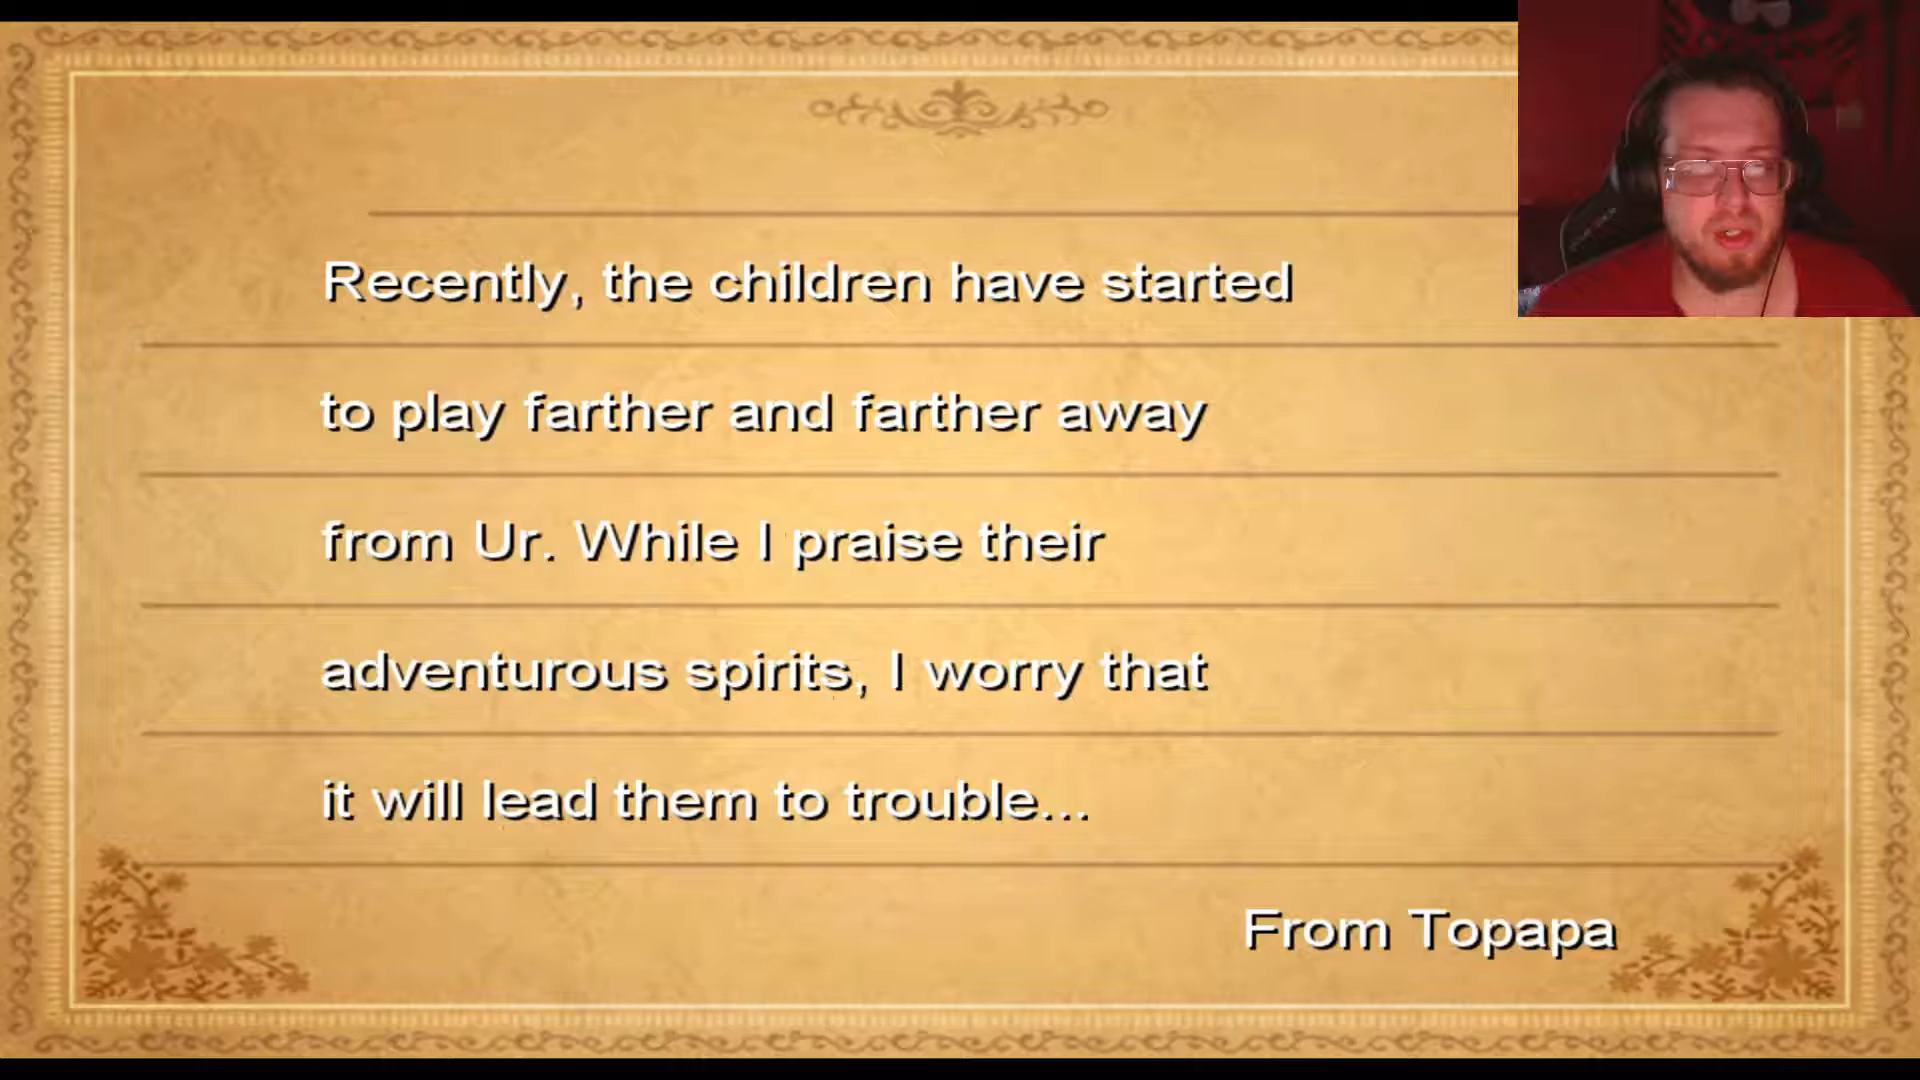 Recently, the children have started
to play farther and farther away
from Ur. While I praise their
adventurous spirits, I worry that
it will lead them to trouble...
From Topapa